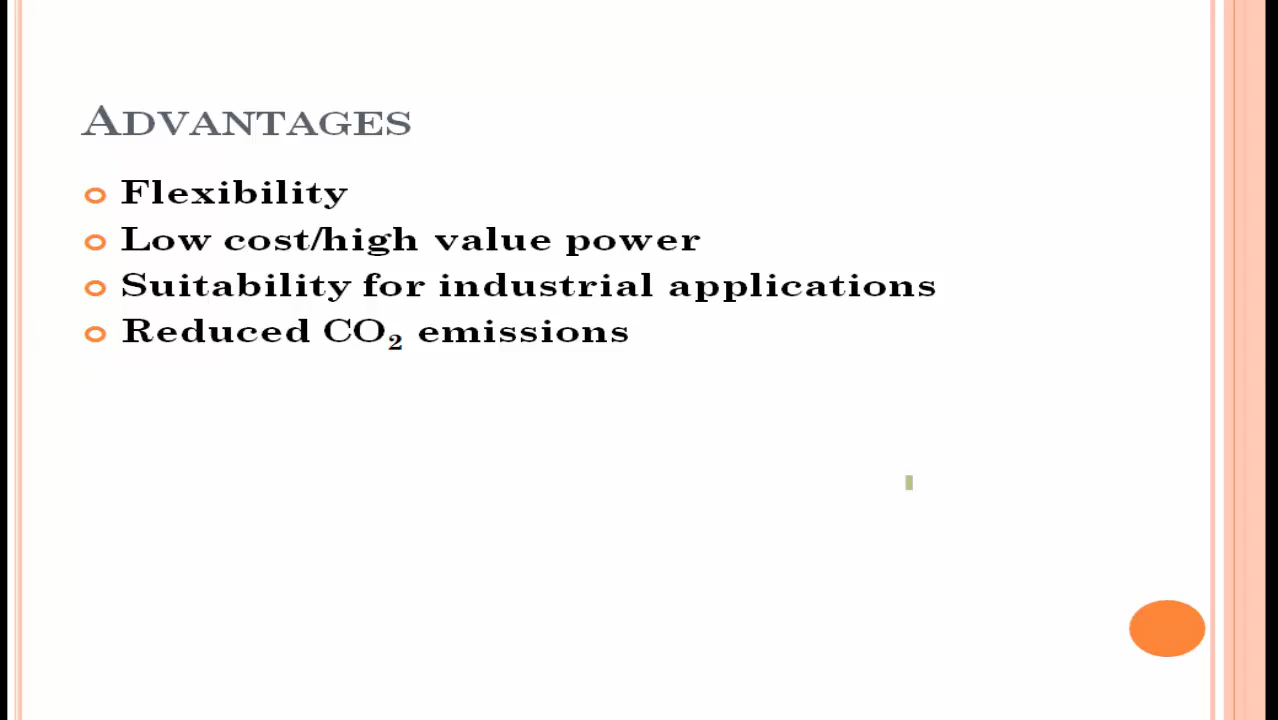 ADVANTAGES
Flexibility
Low cost/high value power
Suitability for industrial applications
Reduced CO₂ emissions